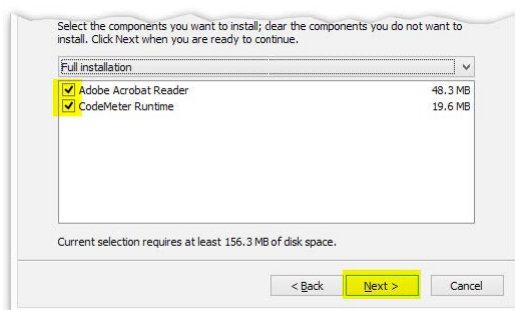 Select the components you want to install; clear the components you do not want to
install. Click Next when you are ready to continue.
Full installation
Adobe Acrobat Reader 48.3 MB
CodeMeter Runtime 19.6 MB
Current selection requires at least 156.3 MB of disk space.
< Back Next > Cancel